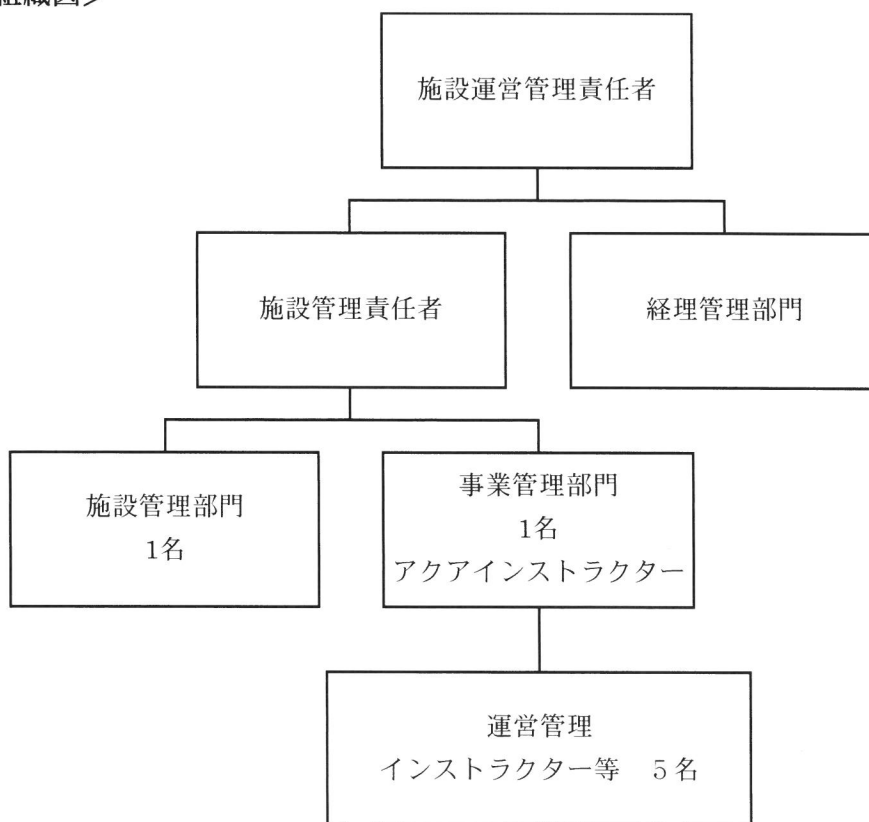 施設運営管理責任者
施設管理責任者
経理管理部門
施設管理部門
1名
事業管理部門
1名
アクアインストラクター
運営管理
インストラクター等　5名